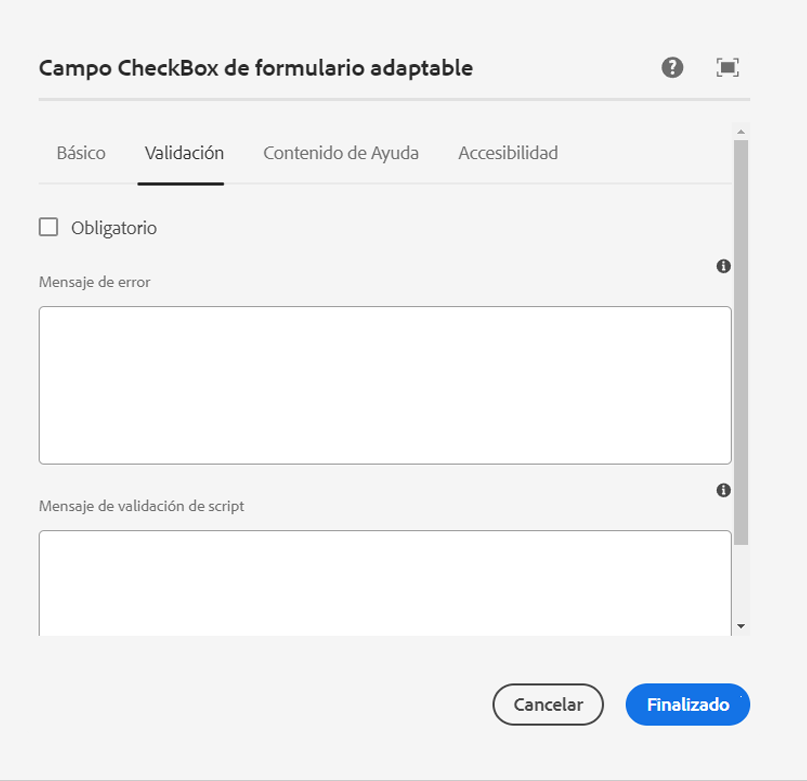 Campo CheckBox de formulario adaptable
Básico Validación Contenido de Ayuda Accesibilidad
Obligatorio
Mensaje de error
Mensaje de validación de script
Cancelar Finalizado